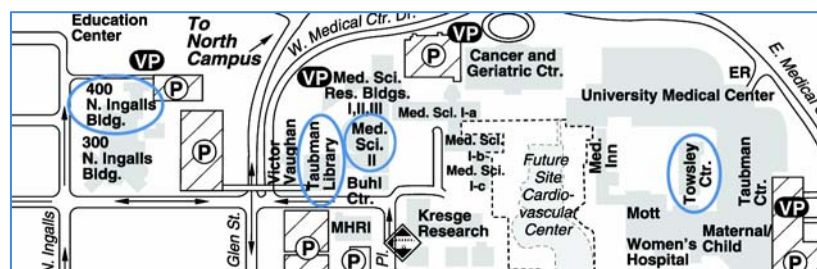 Education
Center
To
North
Campus
W. Medical Ctr. Dr.
VP
P
VP
Cancer and
Geriatric Ctr.
E. Medical
ER
University Medical Center
VP
Med. Sci.
Res. Bldgs.
I,II,III
400
N. Ingalls
Bldg.
P
300
N. Ingalls
Bldg.
P
Victor
Vaughan
Taubman
Library
Med.
Sci.
II
Buhl
Ctr.
Med. Sci. I-a
Med. Sci.
I-b
Med. Sci.
I-c
Future
Site
Cardio-
vascular
Center
Med. Inn
Towsley
Ctr.
Taubman
Ctr.
VP
Mott
Women's
Hospital
Maternal/
Child
P
N. Ingalls
Glen St.
P
MHRI
P
Pl.
Kresge
Research